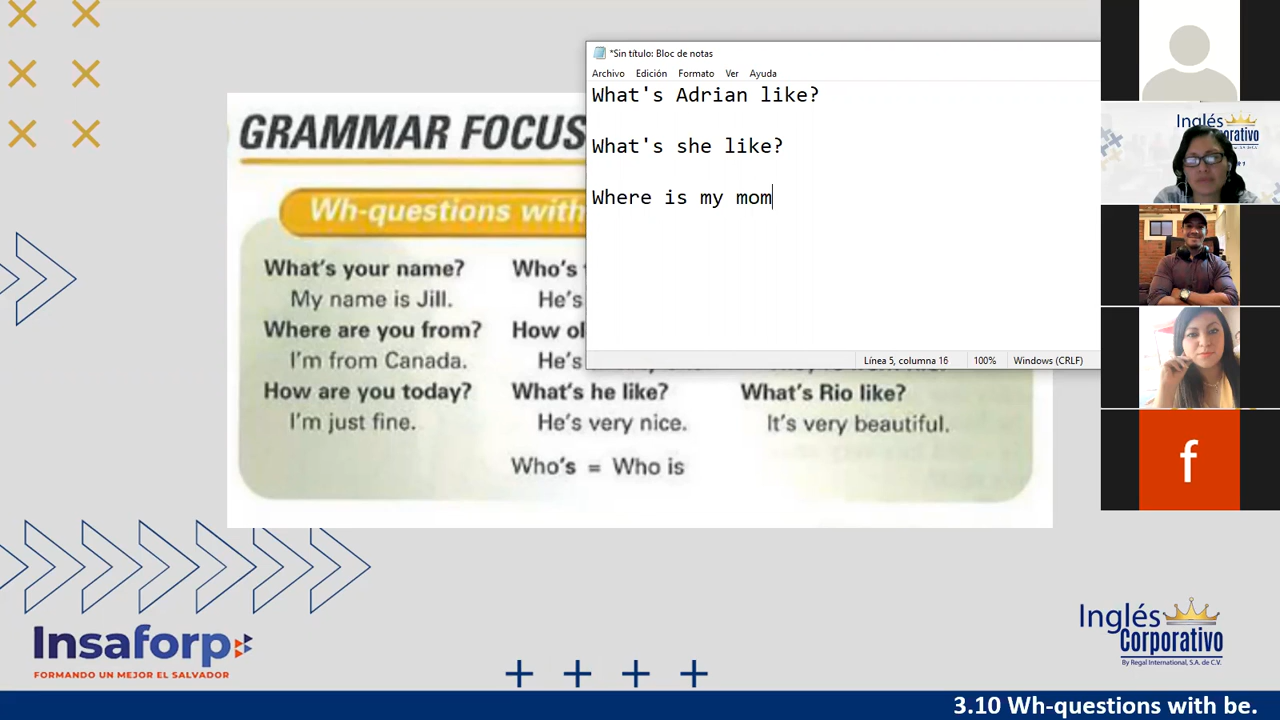 *Sin título: Bloc de notas
Archivo Edición Formato Ver Ayuda
What's Adrian like?
What's she like?
Where is my mom
Línea 5, columna 16 100% Windows (CRLF)
GRAMMAR FOCUS
Wh-questions with
What's your name?
My name is Jill.
Where are you from?
I'm from Canada.
How are you today?
I'm just fine.
Who's
He's
How ol
He's
What's he like?
He's very nice.
Who's = Who is
What's Rio like?
It's very beautiful.
Inglés
f
Insaforp
FORMANDO UN MEJOR EL SALVADOR
Inglés
Corporativo
By Regal International, S.A. de C.V.
3.10 Wh-questions with be.